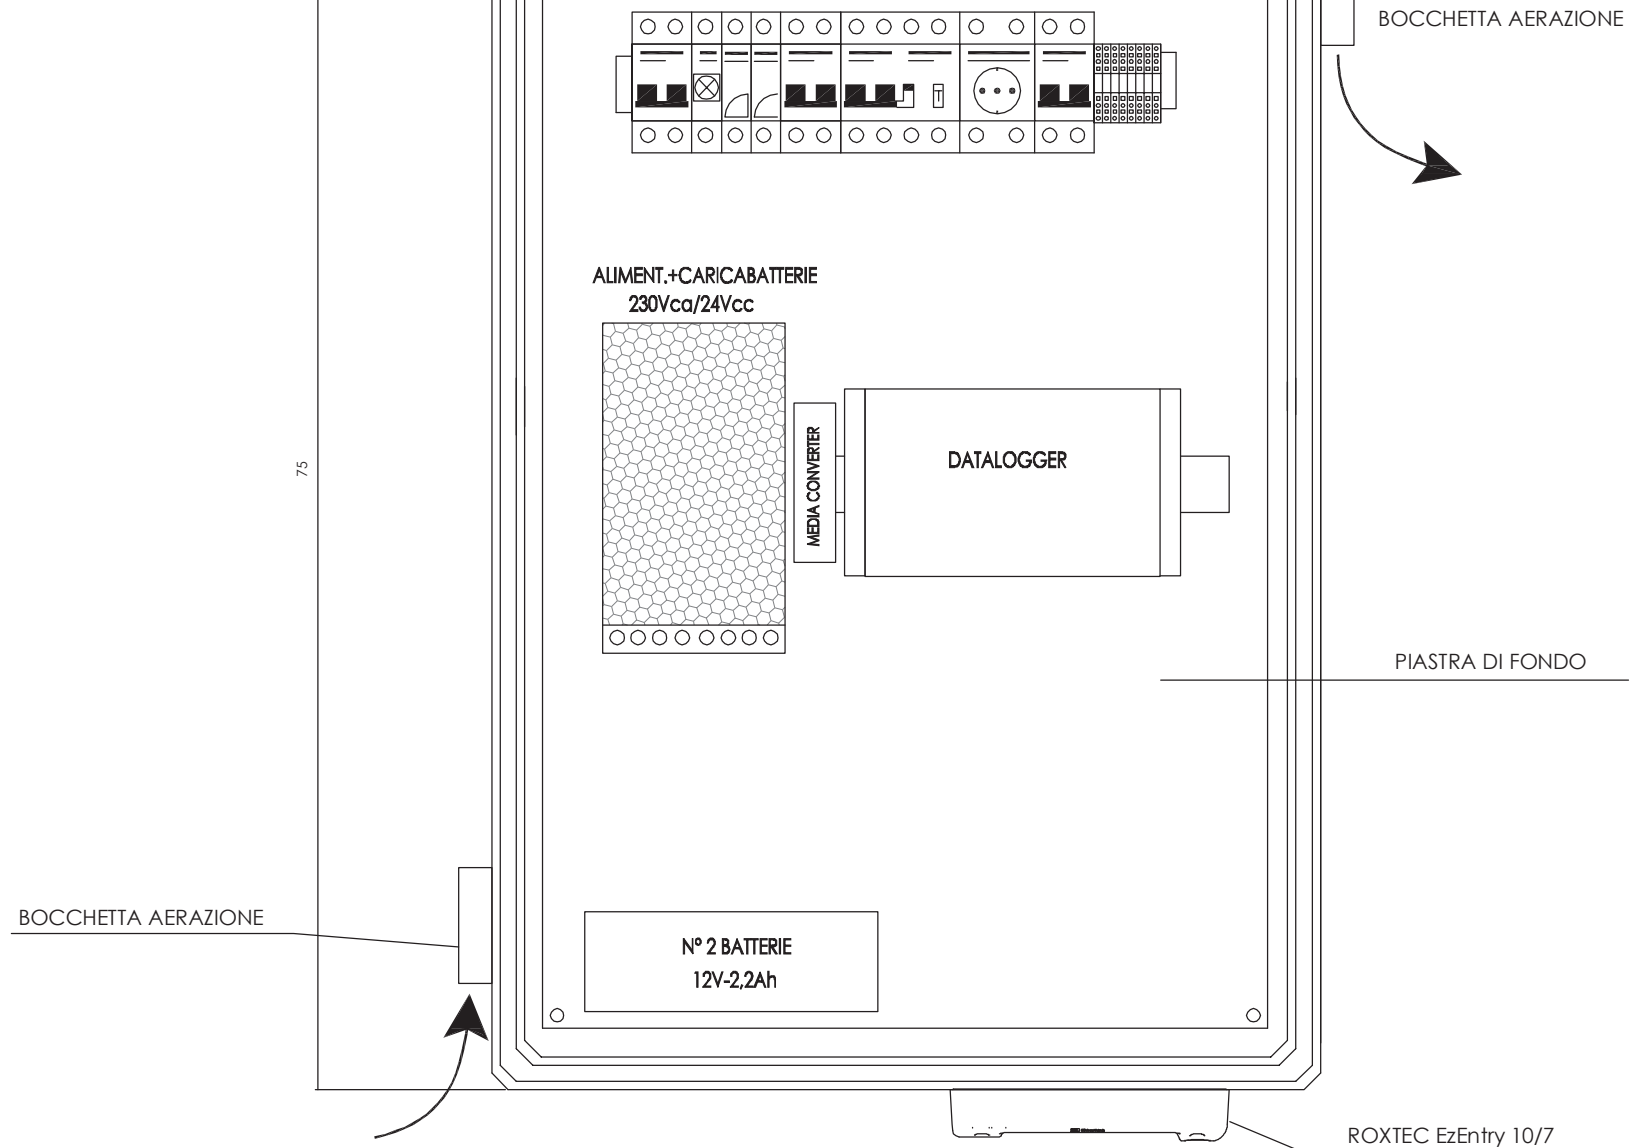 BOCCHETTA AERAZIONE
ALIMENT.+CARICABATTERIE
230Vca/24Vcc
75
MEDIA CONVERTER
DATALOGGER
PIASTRA DI FONDO
BOCCHETTA AERAZIONE
N° 2 BATTERIE
12V-2,2Ah
ROXTEC EzEntry 10/7